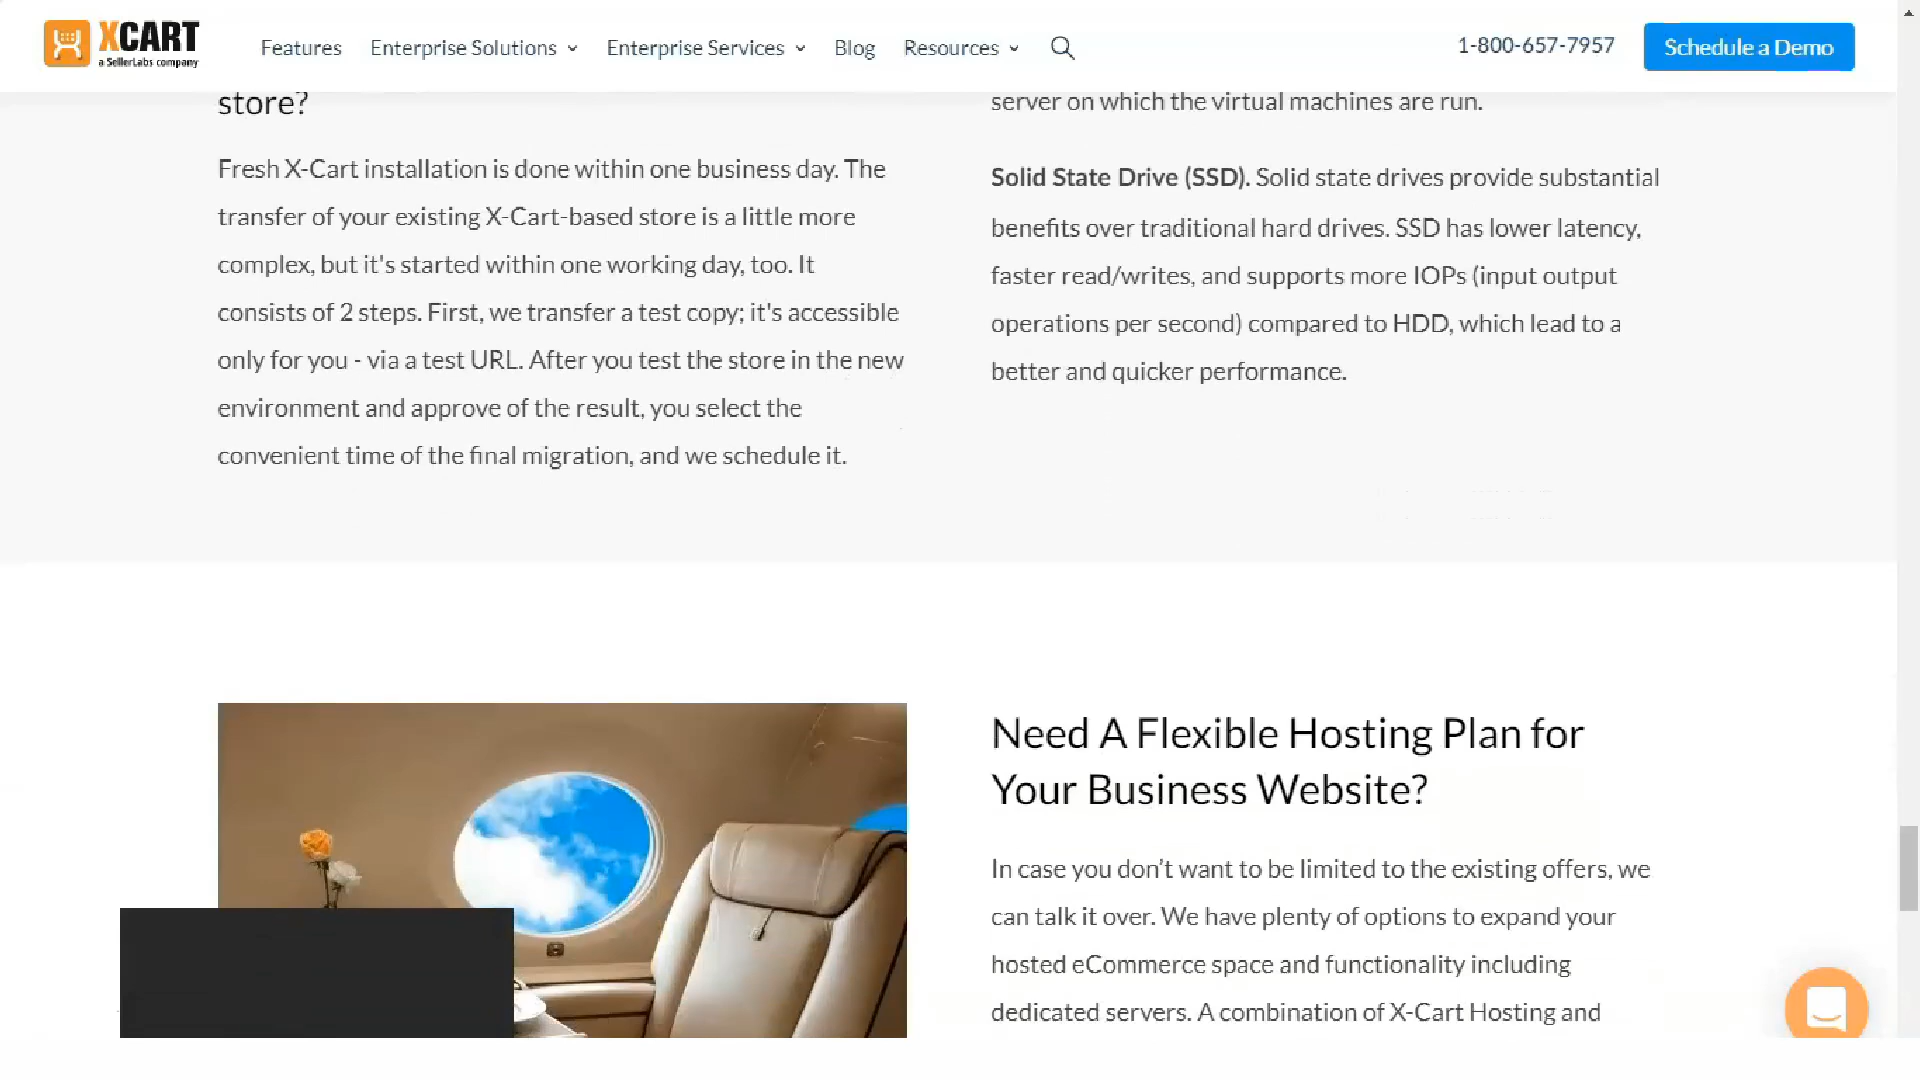 XCART
a SellerLabs company
Features
Enterprise Solutions
Enterprise Services
Blog
Resources
1-800-657-7957
Schedule a Demo
store?
Fresh X-Cart installation is done within one business day. The
transfer of your existing X-Cart-based store is a little more
complex, but it's started within one working day, too. It
consists of 2 steps. First, we transfer a test copy; it's accessible
only for you - via a test URL. After you test the store in the new
environment and approve of the result, you select the
convenient time of the final migration, and we schedule it.
server on which the virtual machines are run.
Solid State Drive (SSD). Solid state drives provide substantial
benefits over traditional hard drives. SSD has lower latency,
faster read/writes, and supports more IOPs (input output
operations per second) compared to HDD, which lead to a
better and quicker performance.
Need A Flexible Hosting Plan for
Your Business Website?
In case you don’t want to be limited to the existing offers, we
can talk it over. We have plenty of options to expand your
hosted eCommerce space and functionality including
dedicated servers. A combination of X-Cart Hosting and